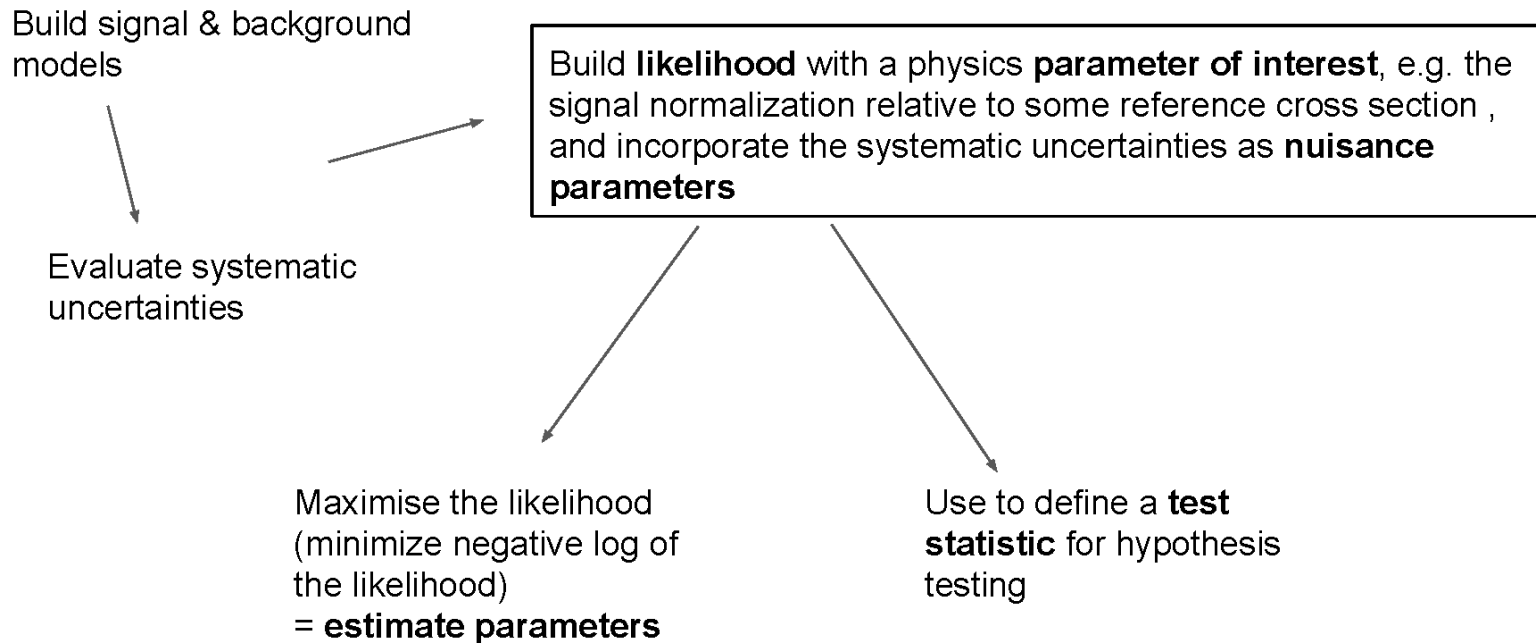 Build signal & background
models
Build likelihood with a physics parameter of interest, e.g. the
signal normalization relative to some reference cross section ,
and incorporate the systematic uncertainties as nuisance
parameters
Evaluate systematic
uncertainties
Maximise the likelihood
(minimize negative log of
the likelihood)
= estimate parameters
Use to define a test
statistic for hypothesis
testing